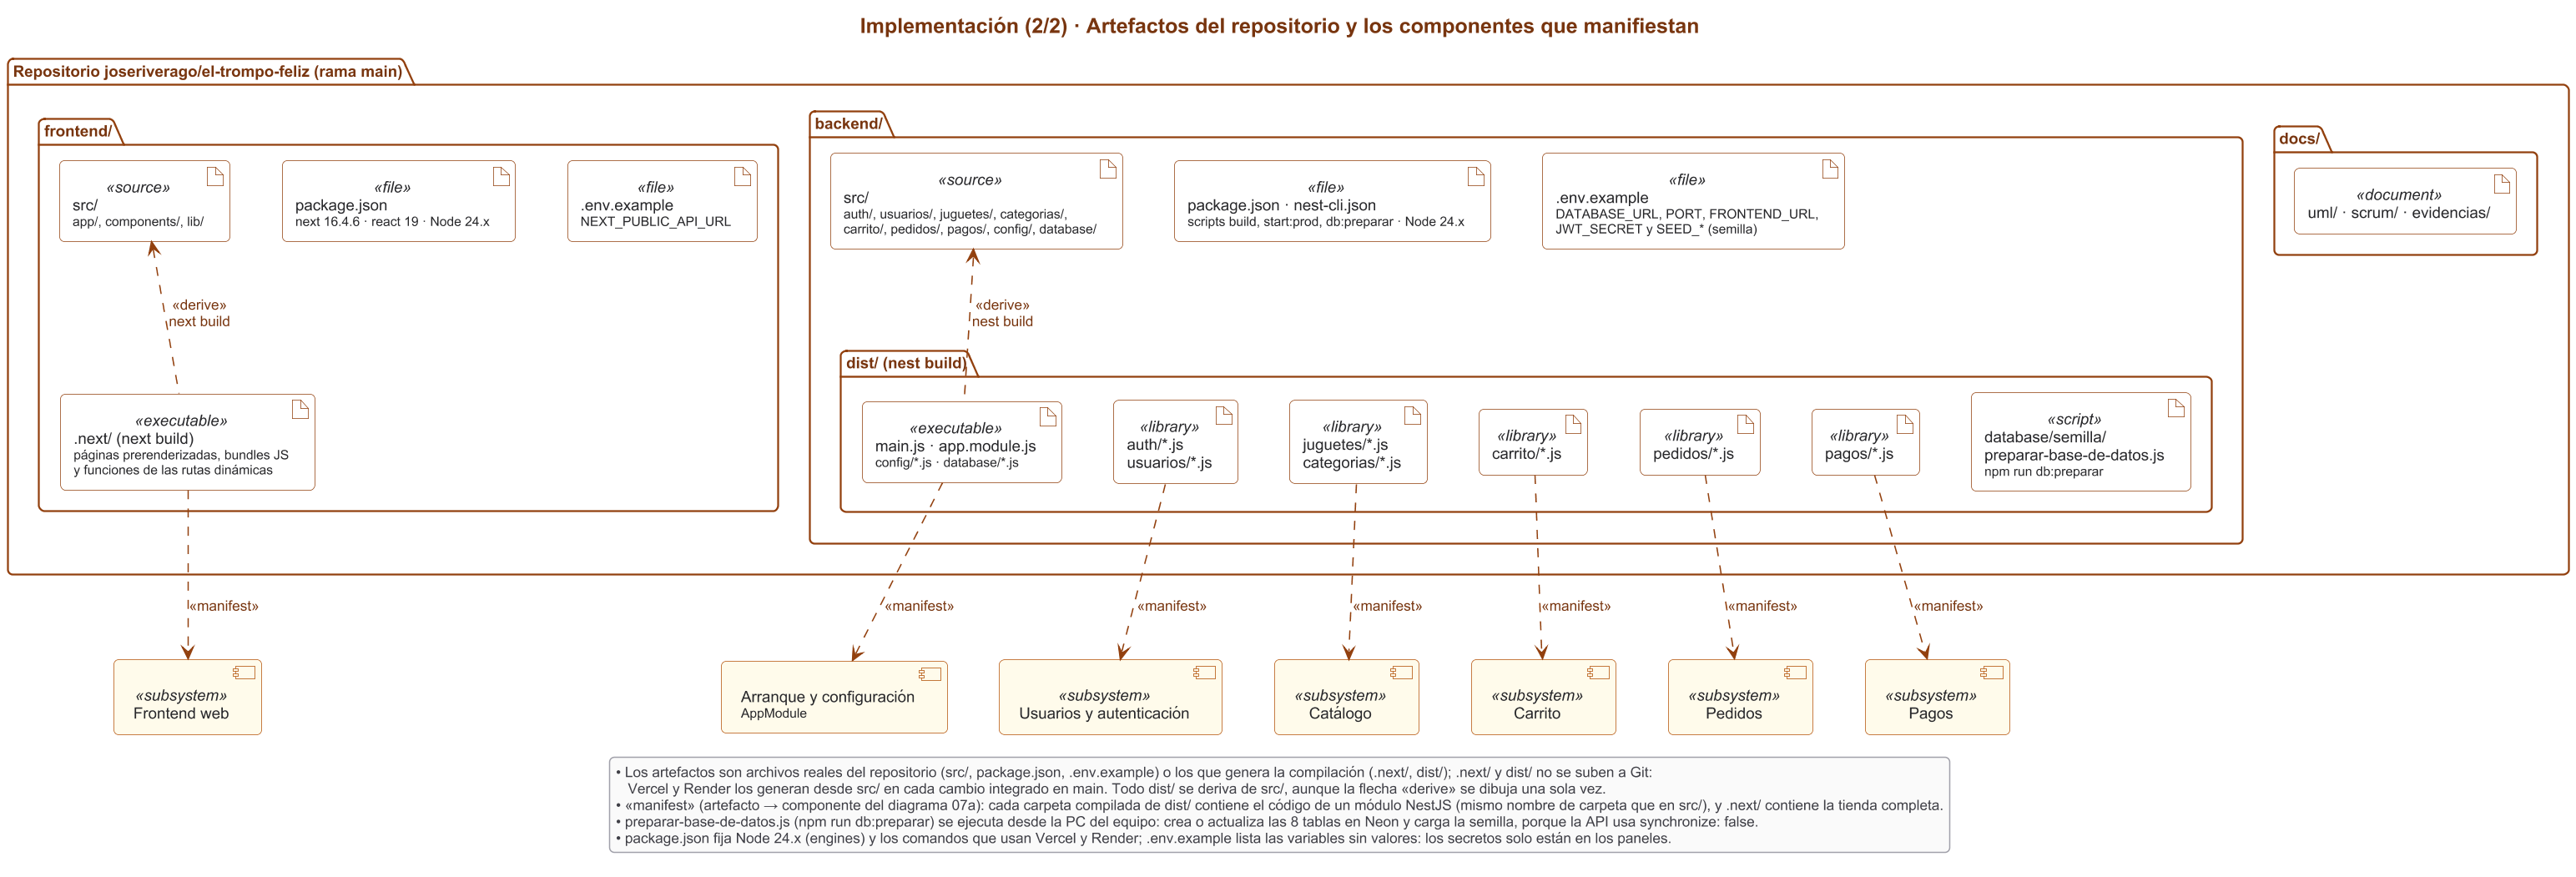 Implementación (2/2) · Artefactos del repositorio y los componentes que manifiestan
Repositorio joseriverago/el-trompo-feliz (rama main)
frontend/
«source»
src/
app/, components/, lib/
«file»
package.json
next 16.4.6 · react 19 · Node 24.x
«file»
.env.example
NEXT_PUBLIC_API_URL
«derive»
next build
«executable»
.next/ (next build)
páginas prerenderizadas, bundles JS
y funciones de las rutas dinámicas
backend/
«source»
src/
auth/, usuarios/, juguetes/, categorias/,
carrito/, pedidos/, pagos/, config/, database/
«file»
package.json · nest-cli.json
scripts build, start:prod, db:preparar · Node 24.x
«file»
.env.example
DATABASE_URL, PORT, FRONTEND_URL,
JWT_SECRET y SEED_* (semilla)
«derive»
nest build
dist/ (nest build)
«executable»
main.js · app.module.js
config/*.js · database/*.js
«library»
auth/*.js
usuarios/*.js
«library»
juguetes/*.js
categorias/*.js
«library»
carrito/*.js
«library»
pedidos/*.js
«library»
pagos/*.js
«script»
database/semilla/
preparar-base-de-datos.js
npm run db:preparar
docs/
«document»
uml/ · scrum/ · evidencias/
«manifest»
«manifest»
«manifest»
«manifest»
«manifest»
«manifest»
«manifest»
«subsystem»
Frontend web
Arranque y configuración
AppModule
«subsystem»
Usuarios y autenticación
«subsystem»
Catálogo
«subsystem»
Carrito
«subsystem»
Pedidos
«subsystem»
Pagos
• Los artefactos son archivos reales del repositorio (src/, package.json, .env.example) o los que genera la compilación (.next/, dist/); .next/ y dist/ no se suben a Git:
Vercel y Render los generan desde src/ en cada cambio integrado en main. Todo dist/ se deriva de src/, aunque la flecha «derive» se dibuja una sola vez.
• «manifest» (artefacto → componente del diagrama 07a): cada carpeta compilada de dist/ contiene el código de un módulo NestJS (mismo nombre de carpeta que en src/), y .next/ contiene la tienda completa.
• preparar-base-de-datos.js (npm run db:preparar) se ejecuta desde la PC del equipo: crea o actualiza las 8 tablas en Neon y carga la semilla, porque la API usa synchronize: false.
• package.json fija Node 24.x (engines) y los comandos que usan Vercel y Render; .env.example lista las variables sin valores: los secretos solo están en los paneles.